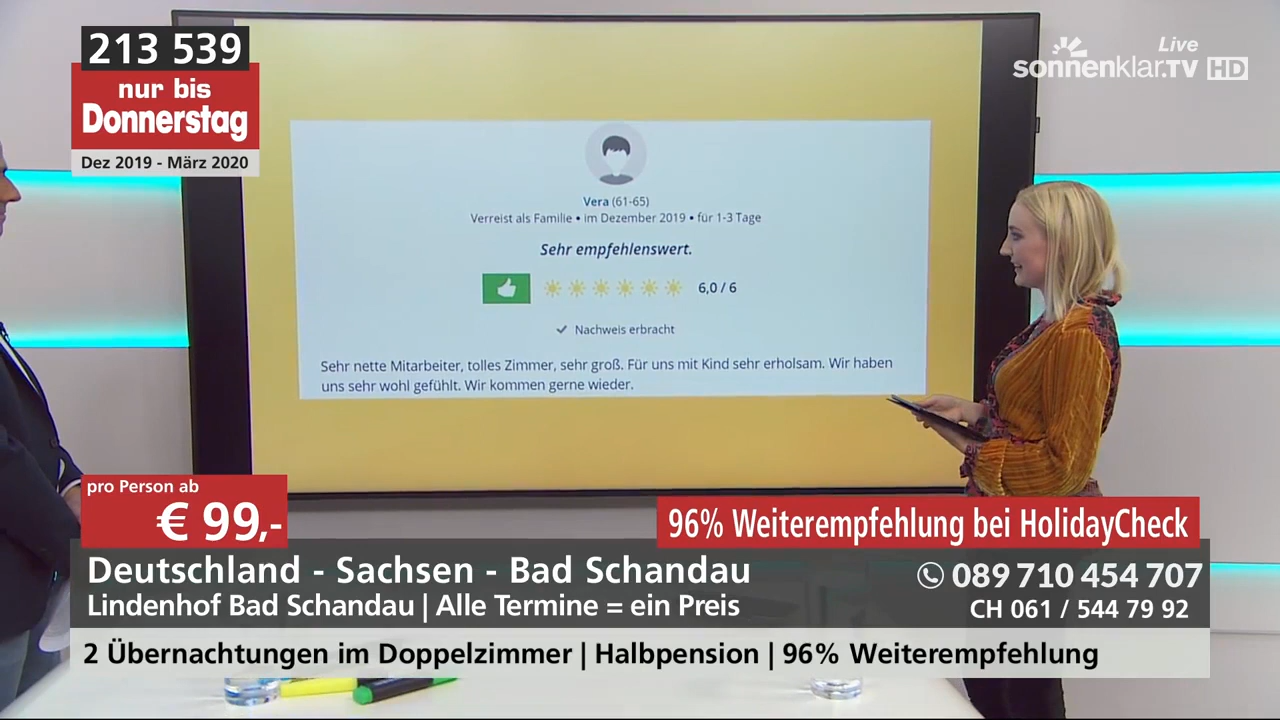 213 539
nur bis
Donnerstag
Dez 2019 - März 2020
Live
sonnenklar.TV HD
Vera (61-65)
Verreist als Familie • im Dezember 2019 • für 1-3 Tage
Sehr empfehlenswert.
6,0 / 6
Nachweis erbracht
Sehr nette Mitarbeiter, tolles Zimmer, sehr groß. Für uns mit Kind sehr erholsam. Wir haben
uns sehr wohl gefühlt. Wir kommen gerne wieder.
pro Person ab
€ 99,-
96% Weiterempfehlung bei HolidayCheck
Deutschland - Sachsen - Bad Schandau
089 710 454 707
Lindenhof Bad Schandau | Alle Termine = ein Preis
CH 061 / 544 79 92
2 Übernachtungen im Doppelzimmer | Halbpension | 96% Weiterempfehlung